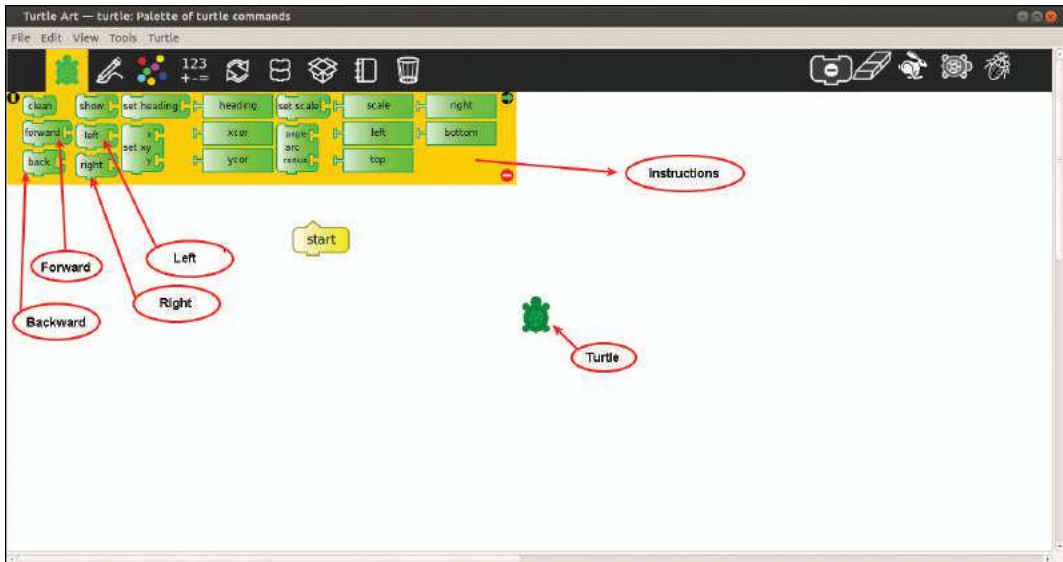 Turtle Art — turtle: Palette of turtle commands
File Edit View Tools Turtle
123
+-=
clean show set heading heading set scale scale right
forward left x xcor angle left bottom
set xy arc
back right y ycor radius top
Instructions
start
Forward
Left
Right
Backward
Turtle